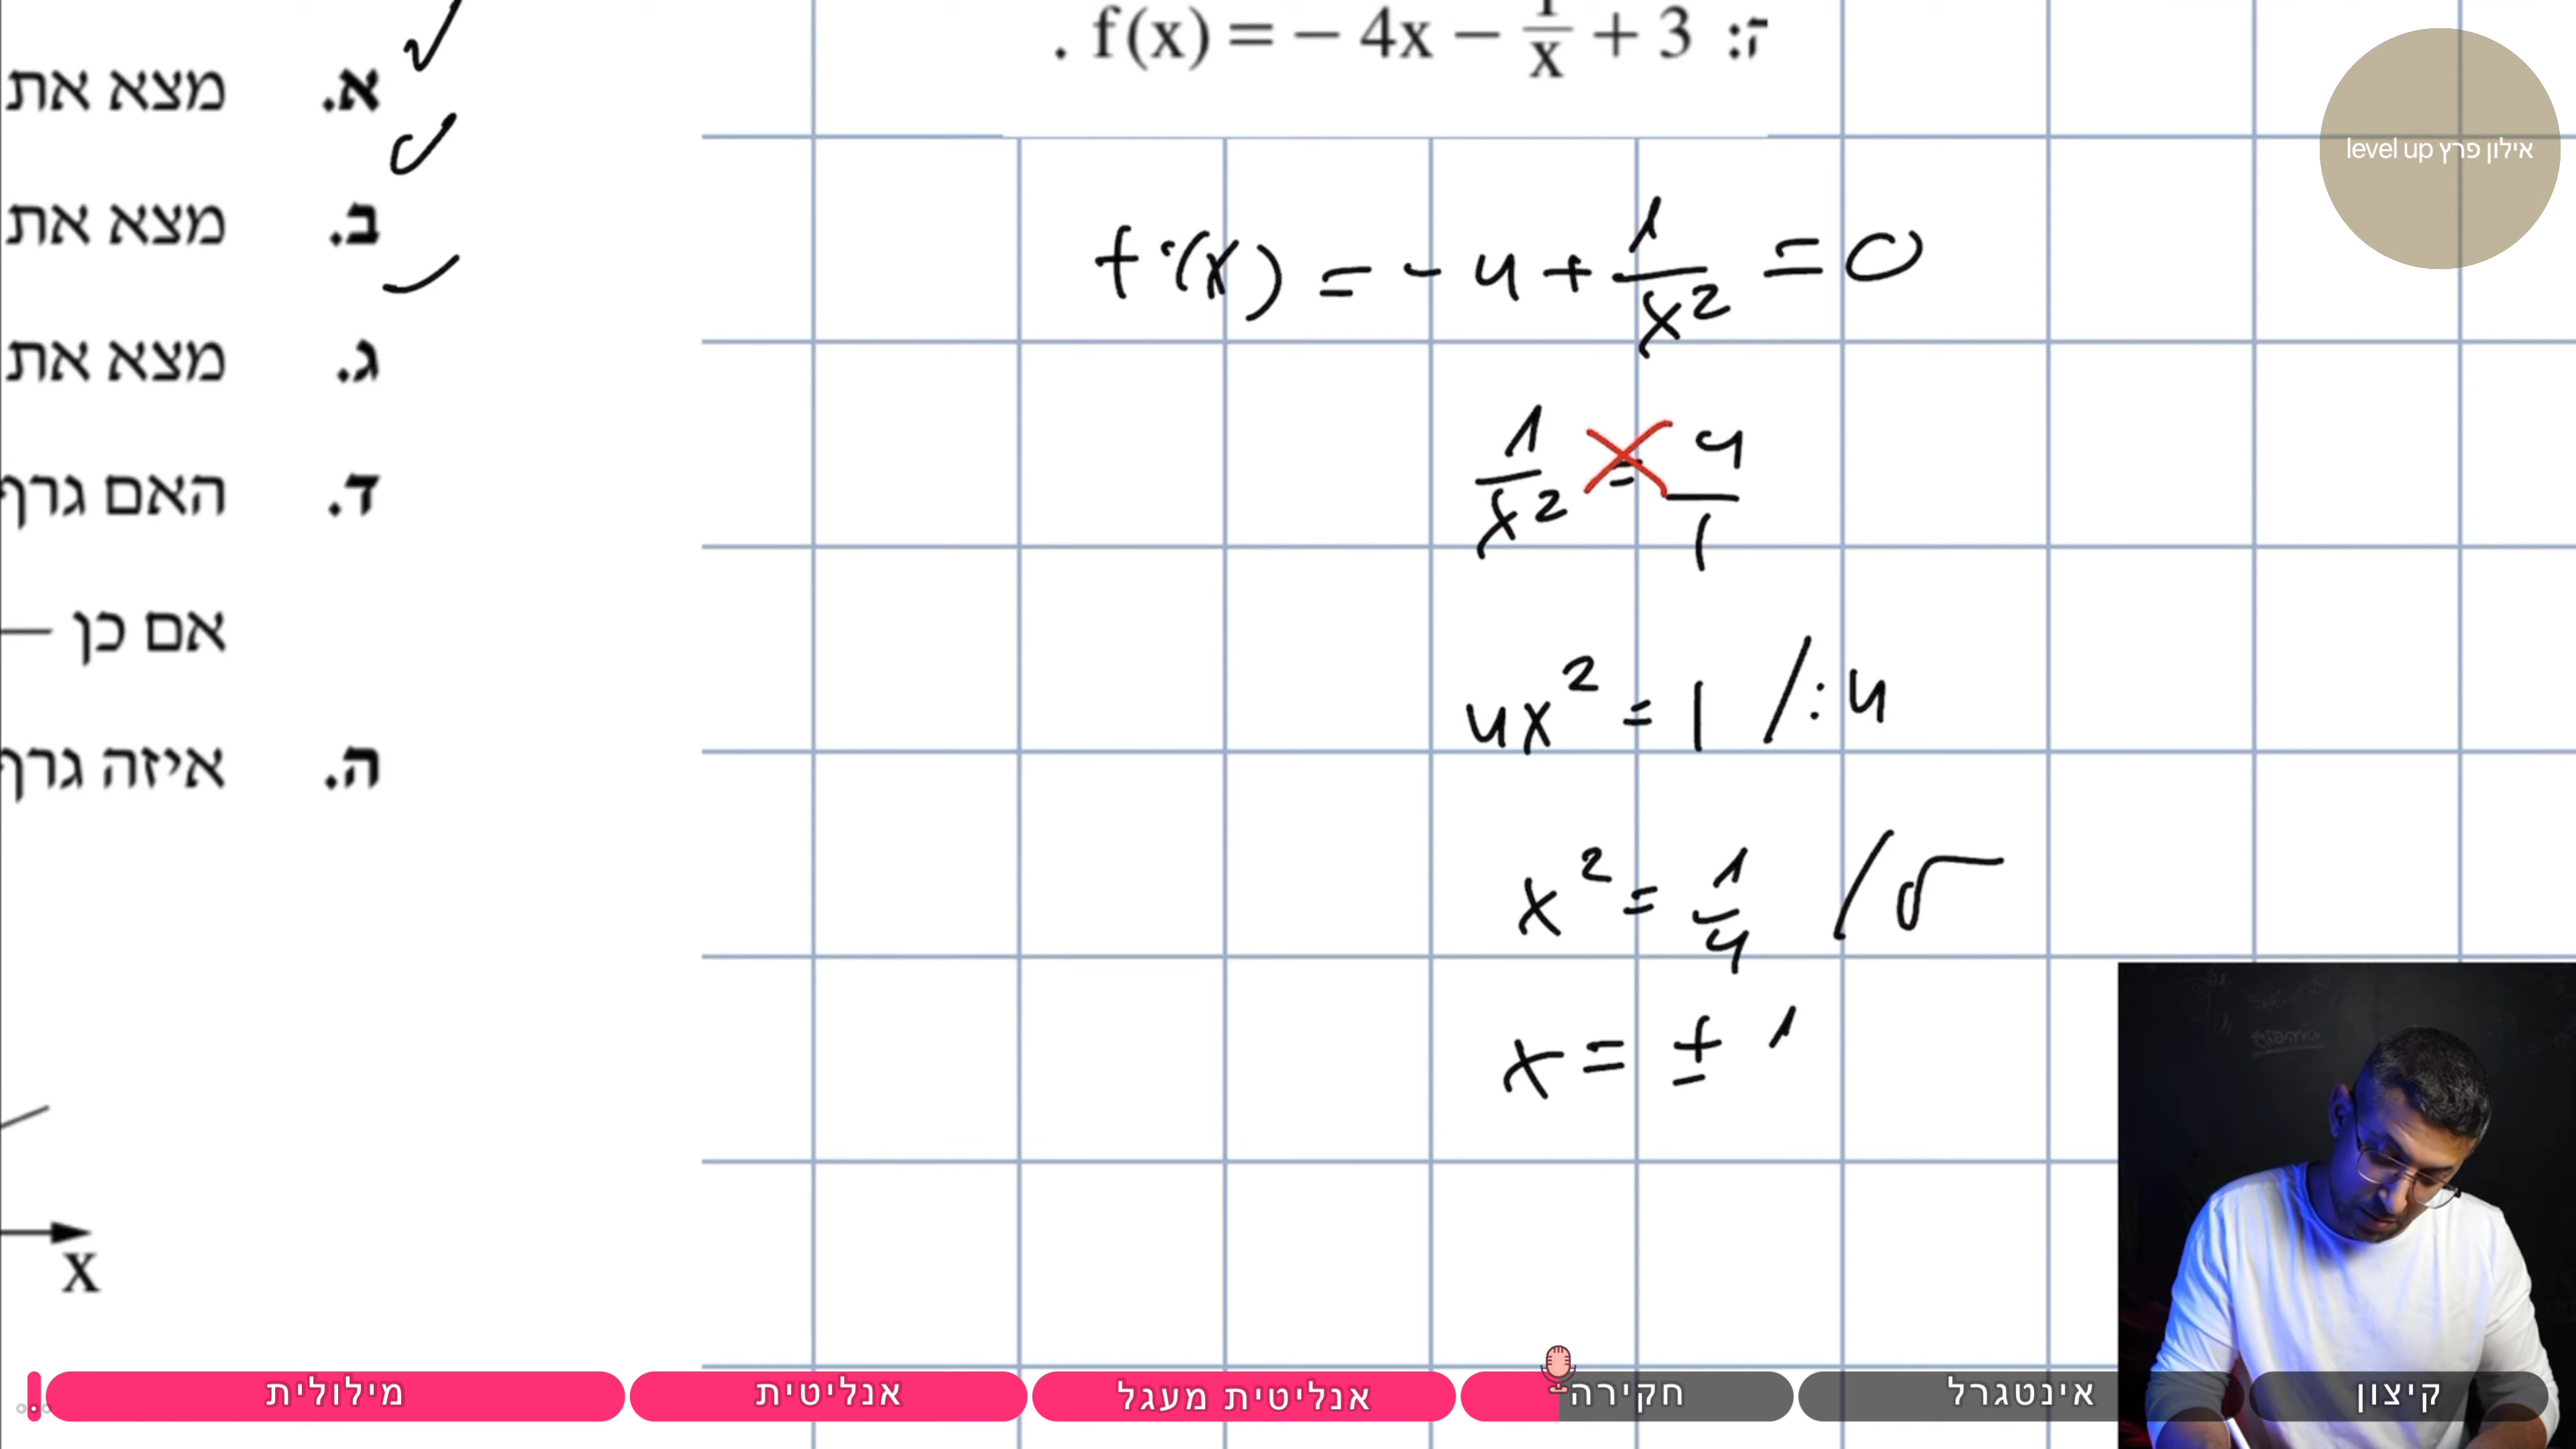 ה: f(x) = − 4x − 1/x + 3 .
א. מצא את
ב. מצא את
ג. מצא את
ד. האם גרף
אם כן —
ה. איזה גרף
x
f'(x) = - 4 + 1/x² = 0
1/x² = 4/1
4x² = 1 /:4
x² = 1/4 /√
x = ± 1
level up אילון פרץ
מילולית
אנליטית
אנליטית מעגל
חקירה
אינטגרל
קיצון